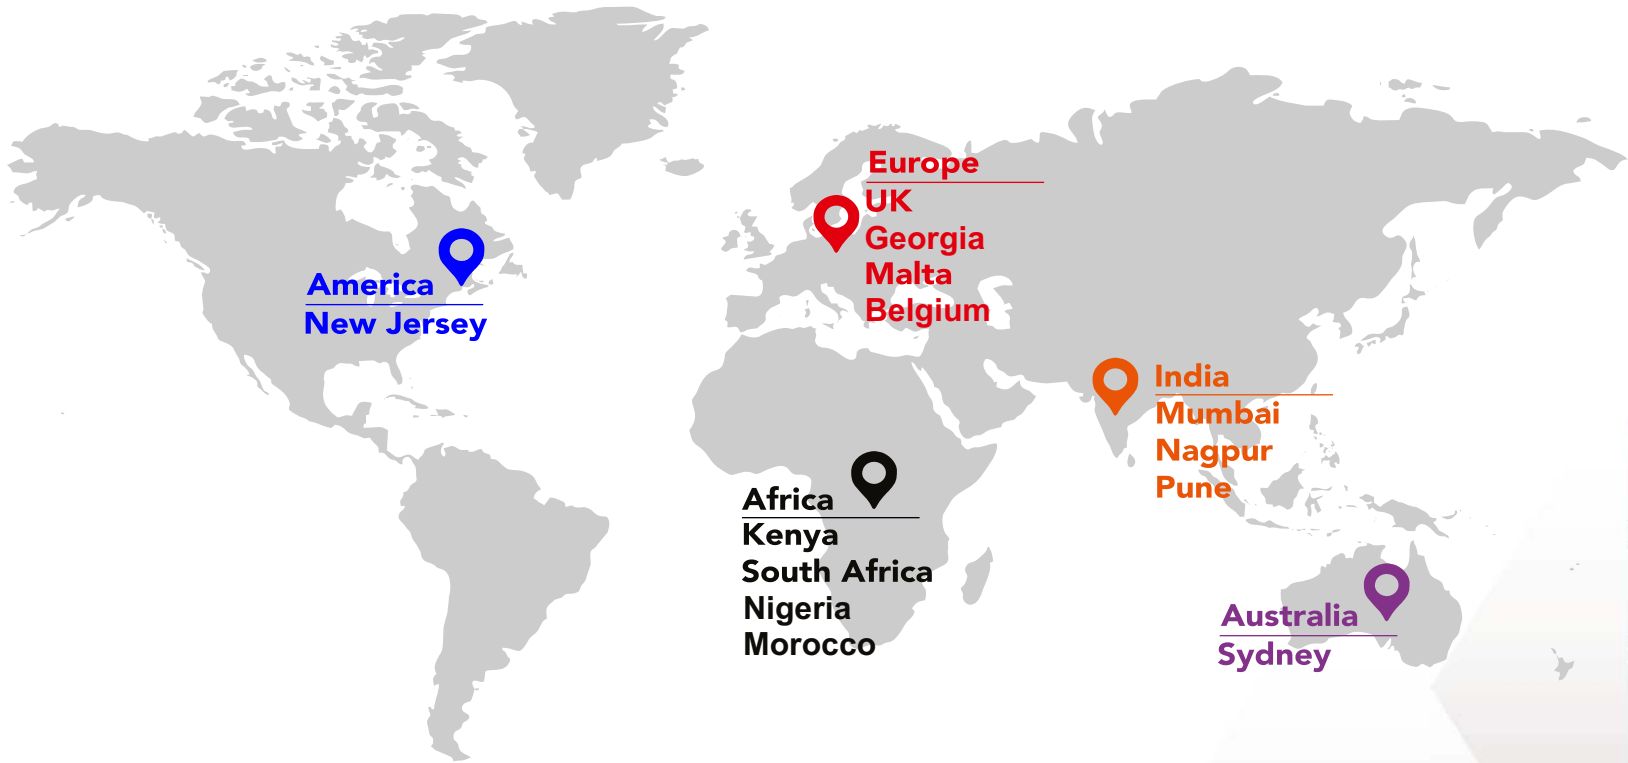 America
New Jersey
Europe
UK
Georgia
Malta
Belgium
Africa
Kenya
South Africa
Nigeria
Morocco
India
Mumbai
Nagpur
Pune
Australia
Sydney